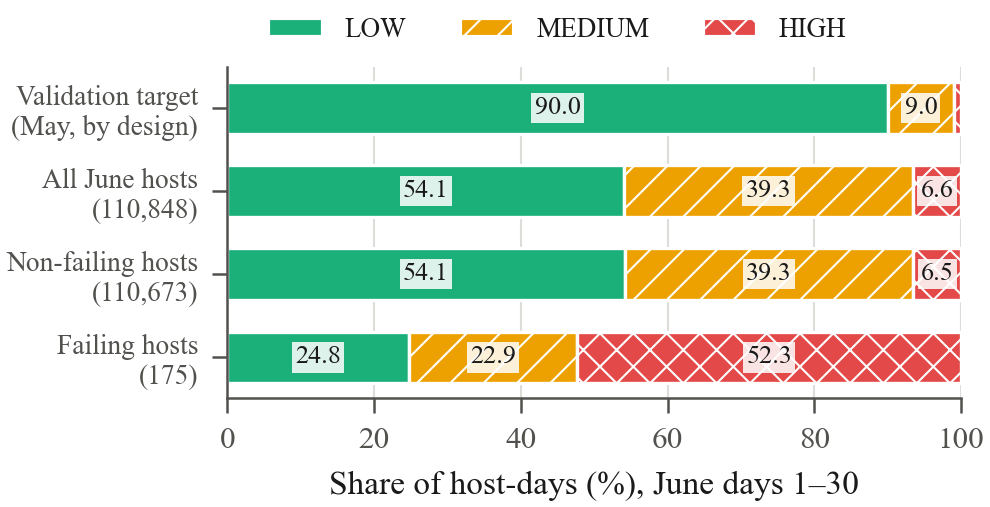 LOW MEDIUM HIGH
Validation target
(May, by design)
90.0 9.0
All June hosts
(110,848)
54.1 39.3 6.6
Non-failing hosts
(110,673)
54.1 39.3 6.5
Failing hosts
(175)
24.8 22.9 52.3
0 20 40 60 80 100
Share of host-days (%), June days 1–30